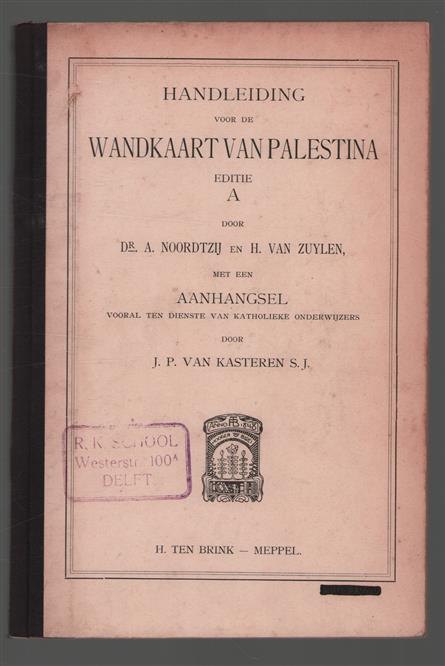 HANDLEIDING
VOOR DE
WANDKAART VAN PALESTINA
EDITIE
A
DOOR
DR. A. NOORDTZIJ EN H. VAN ZUYLEN,
MET EEN
AANHANGSEL
VOORAL TEN DIENSTE VAN KATHOLIEKE ONDERWIJZERS
DOOR
J. P. VAN KASTEREN S. J.
R. K. SCHOOL
Westerstr. 100A
DELFT
ANNO
H. TEN BRINK — MEPPEL.